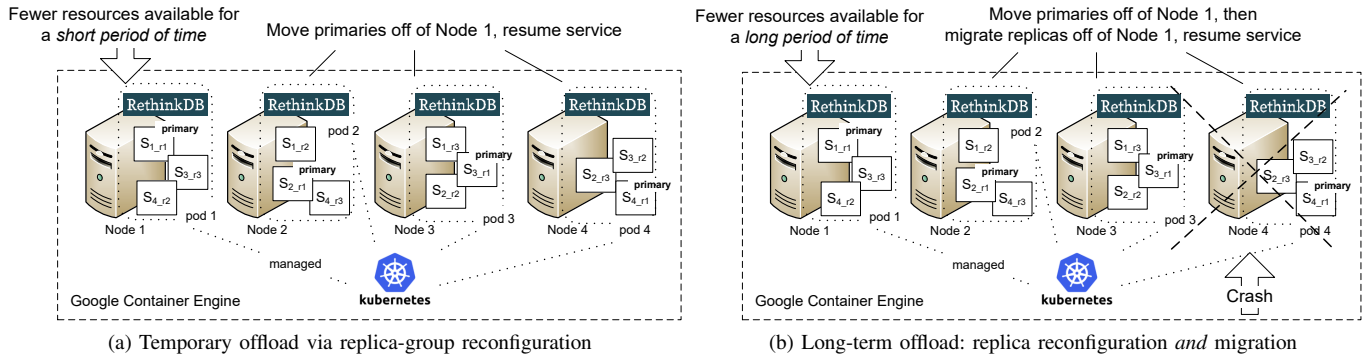 Fewer resources available for
a short period of time
Move primaries off of Node 1, resume service
RethinkDB
RethinkDB
RethinkDB
RethinkDB
primary
S1_r1
S3_r3
S4_r2
pod 1
Node 1
S1_r2
pod 2
primary
S2_r1
S4_r3
Node 2
S1_r3
primary
S3_r1
S2_r2
pod 3
Node 3
S3_r2
S2_r3
primary
S4_r1
Node 4
pod 4
managed
kubernetes
Google Container Engine
(a) Temporary offload via replica-group reconfiguration
Fewer resources available for
a long period of time
Move primaries off of Node 1, then
migrate replicas off of Node 1, resume service
RethinkDB
RethinkDB
RethinkDB
RethinkDB
primary
S1_r1
S3_r3
S4_r2
pod 1
Node 1
S1_r2
pod 2
primary
S2_r1
S4_r3
Node 2
S1_r3
primary
S3_r1
S2_r2
pod 3
Node 3
S3_r2
S2_r3
primary
S4_r1
Node 4
pod 4
managed
kubernetes
Crash
Google Container Engine
(b) Long-term offload: replica reconfiguration and migration